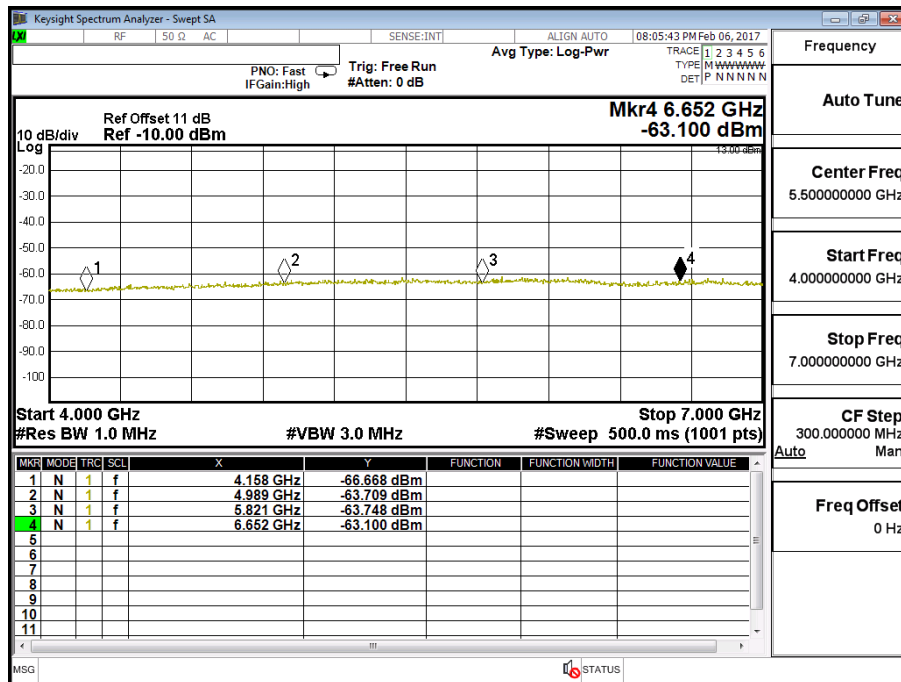 Keysight Spectrum Analyzer - Swept SA
LXI RF 50 Ω AC SENSE:INT ALIGN AUTO 08:05:43 PM Feb 06, 2017
Avg Type: Log-Pwr
TRACE 1 2 3 4 5 6
TYPE M WWWWW
DET P N N N N N
PNO: Fast
IFGain:High
Trig: Free Run
#Atten: 0 dB
Mkr4 6.652 GHz
-63.100 dBm
Ref Offset 11 dB
Ref -10.00 dBm
10 dB/div
Log
-13.00 dBm
-20.0
-30.0
-40.0
-50.0
-60.0
-70.0
-80.0
-90.0
-100
1
2
3
4
Start 4.000 GHz
Stop 7.000 GHz
#Res BW 1.0 MHz
#VBW 3.0 MHz
#Sweep 500.0 ms (1001 pts)
MKR MODE TRC SCL X Y FUNCTION FUNCTION WIDTH FUNCTION VALUE
1 N 1 f 4.158 GHz -66.668 dBm
2 N 1 f 4.989 GHz -63.709 dBm
3 N 1 f 5.821 GHz -63.748 dBm
4 N 1 f 6.652 GHz -63.100 dBm
5
6
7
8
9
10
11
MSG
STATUS
Frequency
Auto Tune
Center Freq
5.500000000 GHz
Start Freq
4.000000000 GHz
Stop Freq
7.000000000 GHz
CF Step
300.000000 MHz
Auto Man
Freq Offset
0 Hz